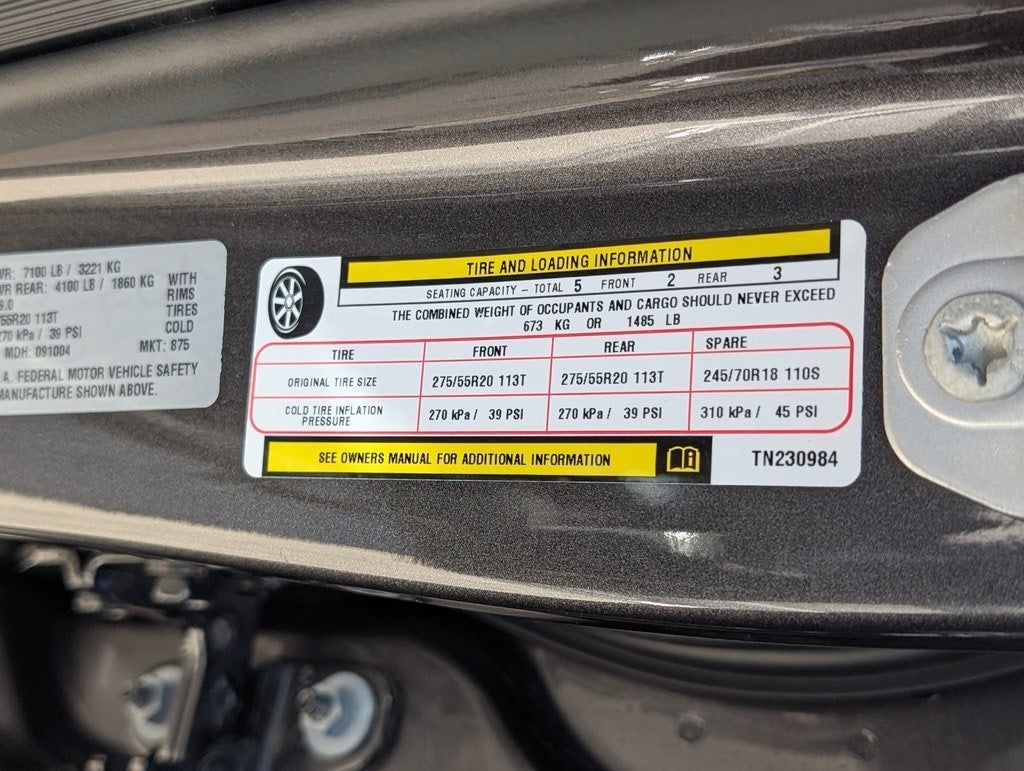 WR: 7100 LB / 3221 KG
WR REAR: 4100 LB / 1860 KG WITH
RIMS
/55R20 113T TIRES
270 kPa / 39 PSI COLD
MDH: 091004 MKT: 875
.A. FEDERAL MOTOR VEHICLE SAFETY
MANUFACTURE SHOWN ABOVE.
TIRE AND LOADING INFORMATION
SEATING CAPACITY – TOTAL 5 FRONT 2 REAR 3
THE COMBINED WEIGHT OF OCCUPANTS AND CARGO SHOULD NEVER EXCEED
673 KG OR 1485 LB
TIRE FRONT REAR SPARE
ORIGINAL TIRE SIZE 275/55R20 113T 275/55R20 113T 245/70R18 110S
COLD TIRE INFLATION
PRESSURE 270 kPa / 39 PSI 270 kPa / 39 PSI 310 kPa / 45 PSI
SEE OWNERS MANUAL FOR ADDITIONAL INFORMATION
TN230984